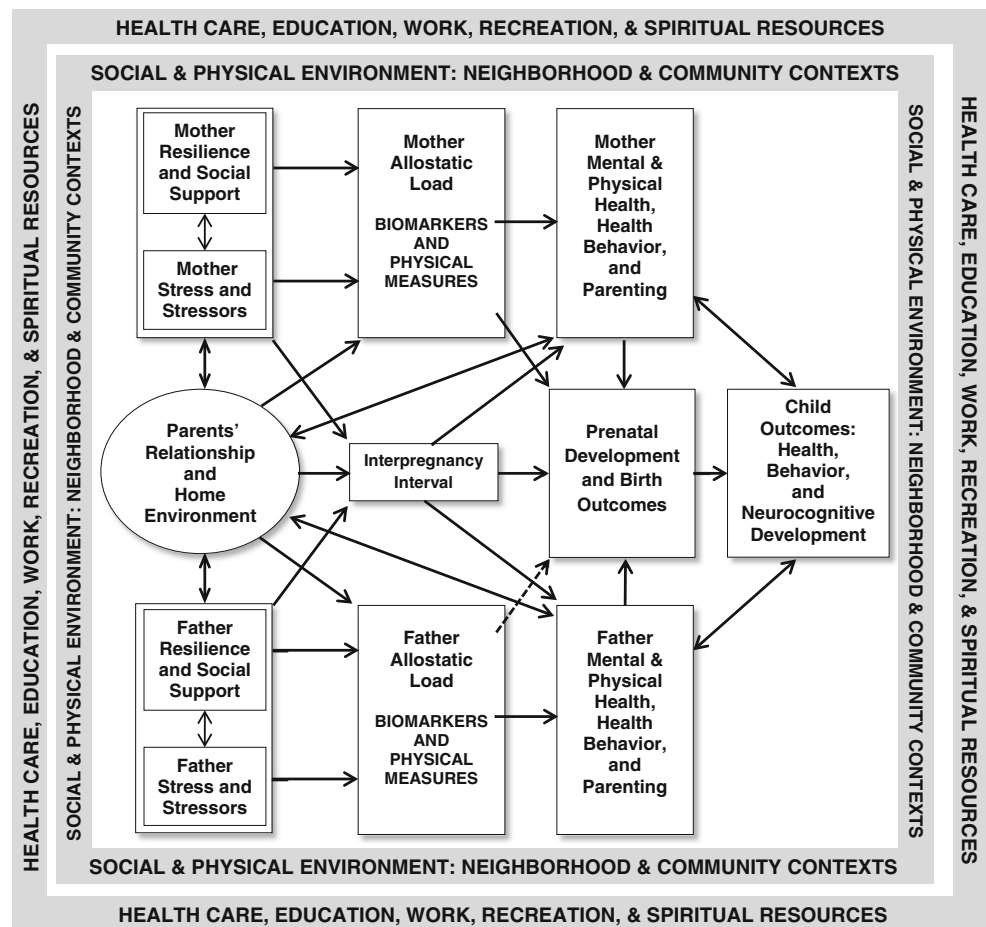 HEALTH CARE, EDUCATION, WORK, RECREATION, & SPIRITUAL RESOURCES
SOCIAL & PHYSICAL ENVIRONMENT: NEIGHBORHOOD & COMMUNITY CONTEXTS
HEALTH CARE, EDUCATION, WORK, RECREATION, & SPIRITUAL RESOURCES
SOCIAL & PHYSICAL ENVIRONMENT: NEIGHBORHOOD & COMMUNITY CONTEXTS
Mother
Resilience
and Social
Support
Mother
Stress and
Stressors
Mother
Allostatic
Load
BIOMARKERS
AND
PHYSICAL
MEASURES
Mother
Mental &
Physical
Health,
Health
Behavior,
and
Parenting
Parents'
Relationship
and
Home
Environment
Interpregnancy
Interval
Prenatal
Development
and Birth
Outcomes
Child
Outcomes:
Health,
Behavior,
and
Neurocognitive
Development
Father
Resilience
and Social
Support
Father
Stress and
Stressors
Father
Allostatic
Load
BIOMARKERS
AND
PHYSICAL
MEASURES
Father
Mental &
Physical
Health,
Health
Behavior,
and
Parenting
SOCIAL & PHYSICAL ENVIRONMENT: NEIGHBORHOOD & COMMUNITY CONTEXTS
HEALTH CARE, EDUCATION, WORK, RECREATION, & SPIRITUAL RESOURCES
SOCIAL & PHYSICAL ENVIRONMENT: NEIGHBORHOOD & COMMUNITY CONTEXTS
HEALTH CARE, EDUCATION, WORK, RECREATION, & SPIRITUAL RESOURCES